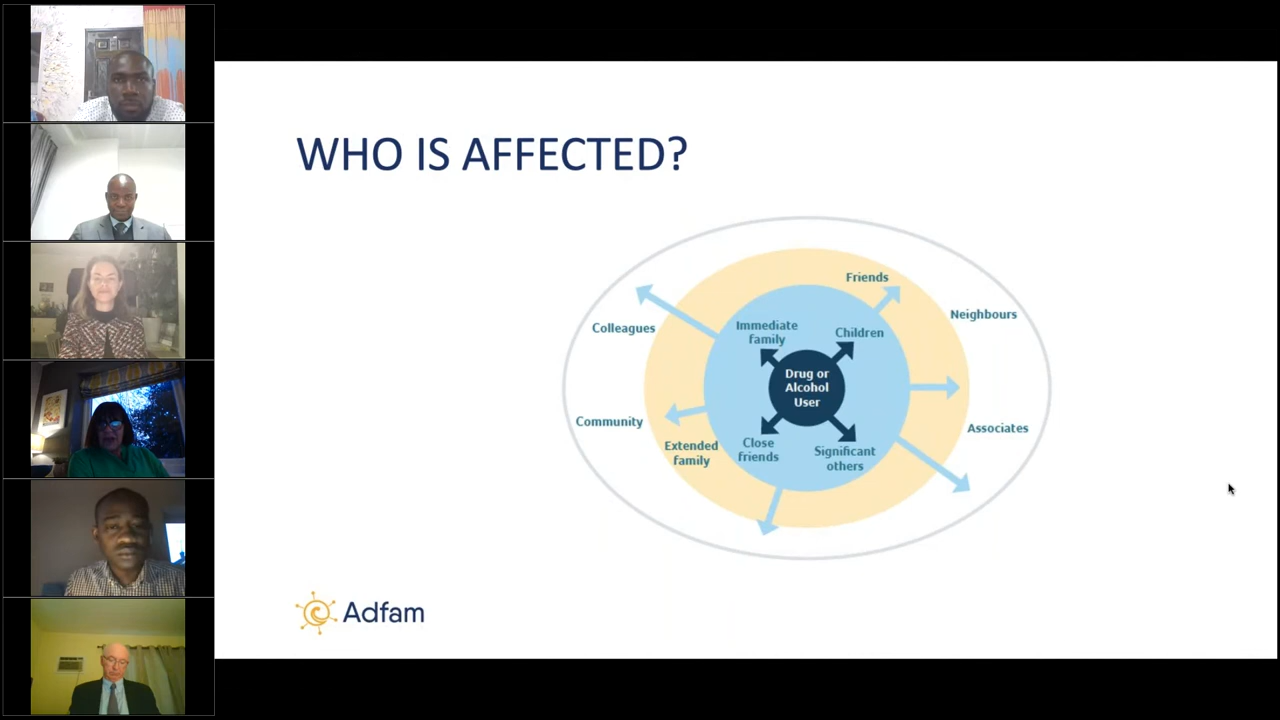 WHO IS AFFECTED?
Friends
Neighbours
Colleagues
Immediate
family
Children
Drug or
Alcohol
User
Community
Extended
family
Close
friends
Significant
others
Associates
Adfam